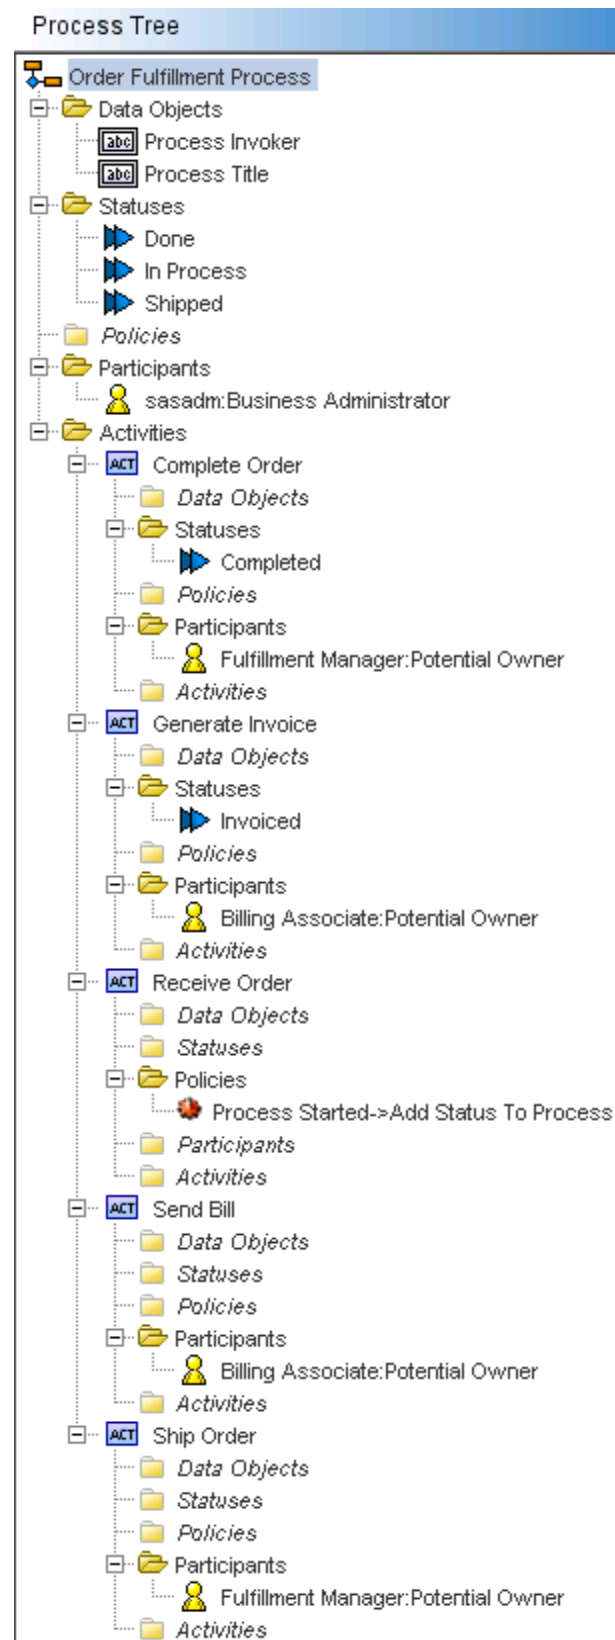 Process Tree
Order Fulfillment Process
Data Objects
abc Process Invoker
abc Process Title
Statuses
Done
In Process
Shipped
Policies
Participants
sasadm:Business Administrator
Activities
ACT Complete Order
Data Objects
Statuses
Completed
Policies
Participants
Fulfillment Manager:Potential Owner
Activities
ACT Generate Invoice
Data Objects
Statuses
Invoiced
Policies
Participants
Billing Associate:Potential Owner
Activities
ACT Receive Order
Data Objects
Statuses
Policies
Process Started->Add Status To Process
Participants
Activities
ACT Send Bill
Data Objects
Statuses
Policies
Participants
Billing Associate:Potential Owner
Activities
ACT Ship Order
Data Objects
Statuses
Policies
Participants
Fulfillment Manager:Potential Owner
Activities